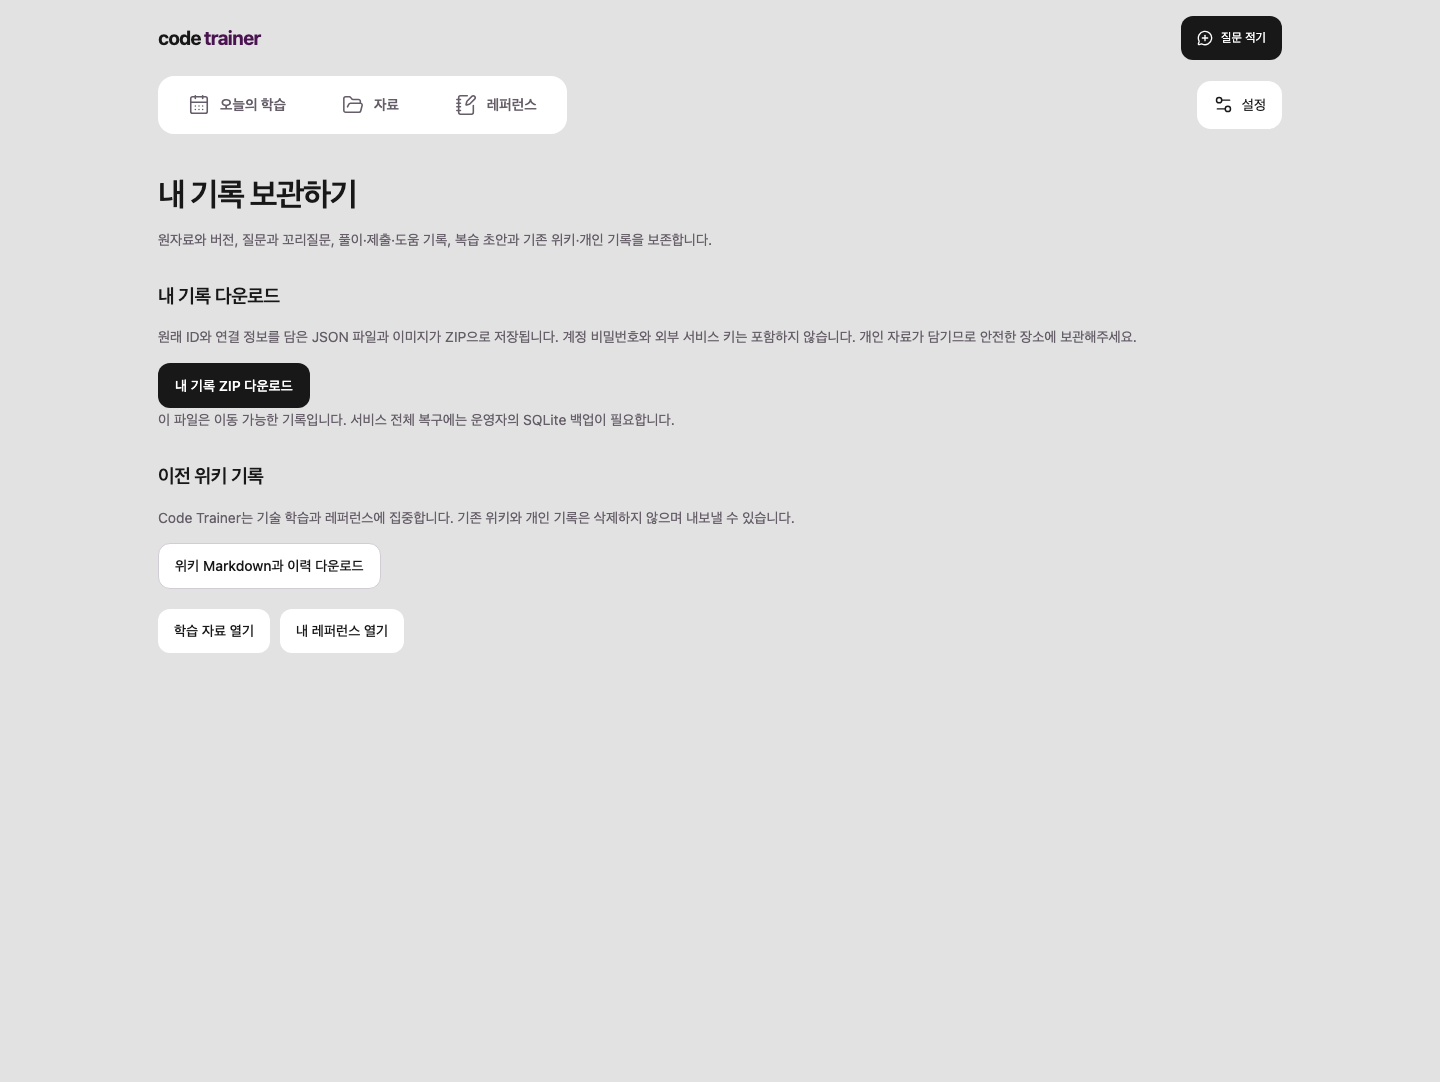 code trainer
질문 적기
오늘의 학습
자료
레퍼런스
설정
내 기록 보관하기
원자료와 버전, 질문과 꼬리질문, 풀이·제출·도움 기록, 복습 초안과 기존 위키·개인 기록을 보존합니다.
내 기록 다운로드
원래 ID와 연결 정보를 담은 JSON 파일과 이미지가 ZIP으로 저장됩니다. 계정 비밀번호와 외부 서비스 키는 포함하지 않습니다. 개인 자료가 담기므로 안전한 장소에 보관해주세요.
내 기록 ZIP 다운로드
이 파일은 이동 가능한 기록입니다. 서비스 전체 복구에는 운영자의 SQLite 백업이 필요합니다.
이전 위키 기록
Code Trainer는 기술 학습과 레퍼런스에 집중합니다. 기존 위키와 개인 기록은 삭제하지 않으며 내보낼 수 있습니다.
위키 Markdown과 이력 다운로드
학습 자료 열기
내 레퍼런스 열기